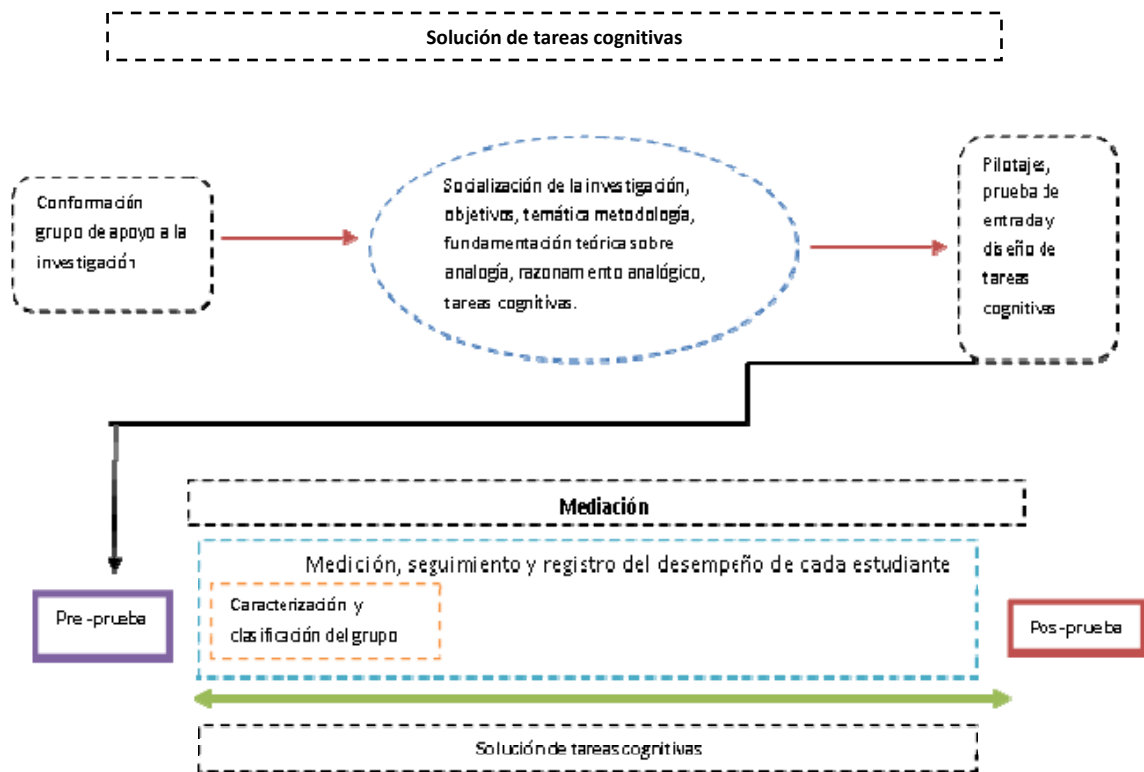 Solución de tareas cognitivas
Conformación
grupo de apoyo a la
investigación
Socialización de la investigación,
objetivos, temática metodología,
fundamentación teórica sobre
analogía, razonamento analógico,
tareas cognitivas.
Pilotajes,
prueba de
entrada y
diseño de
tareas
cognitivas
Mediación
Medición, seguimiento y registro del desempeño de cada estudiante
Caracterización y
clasificación del grupo
Pre -prueba
Pos -prueba
Solución de tareas cognitivas